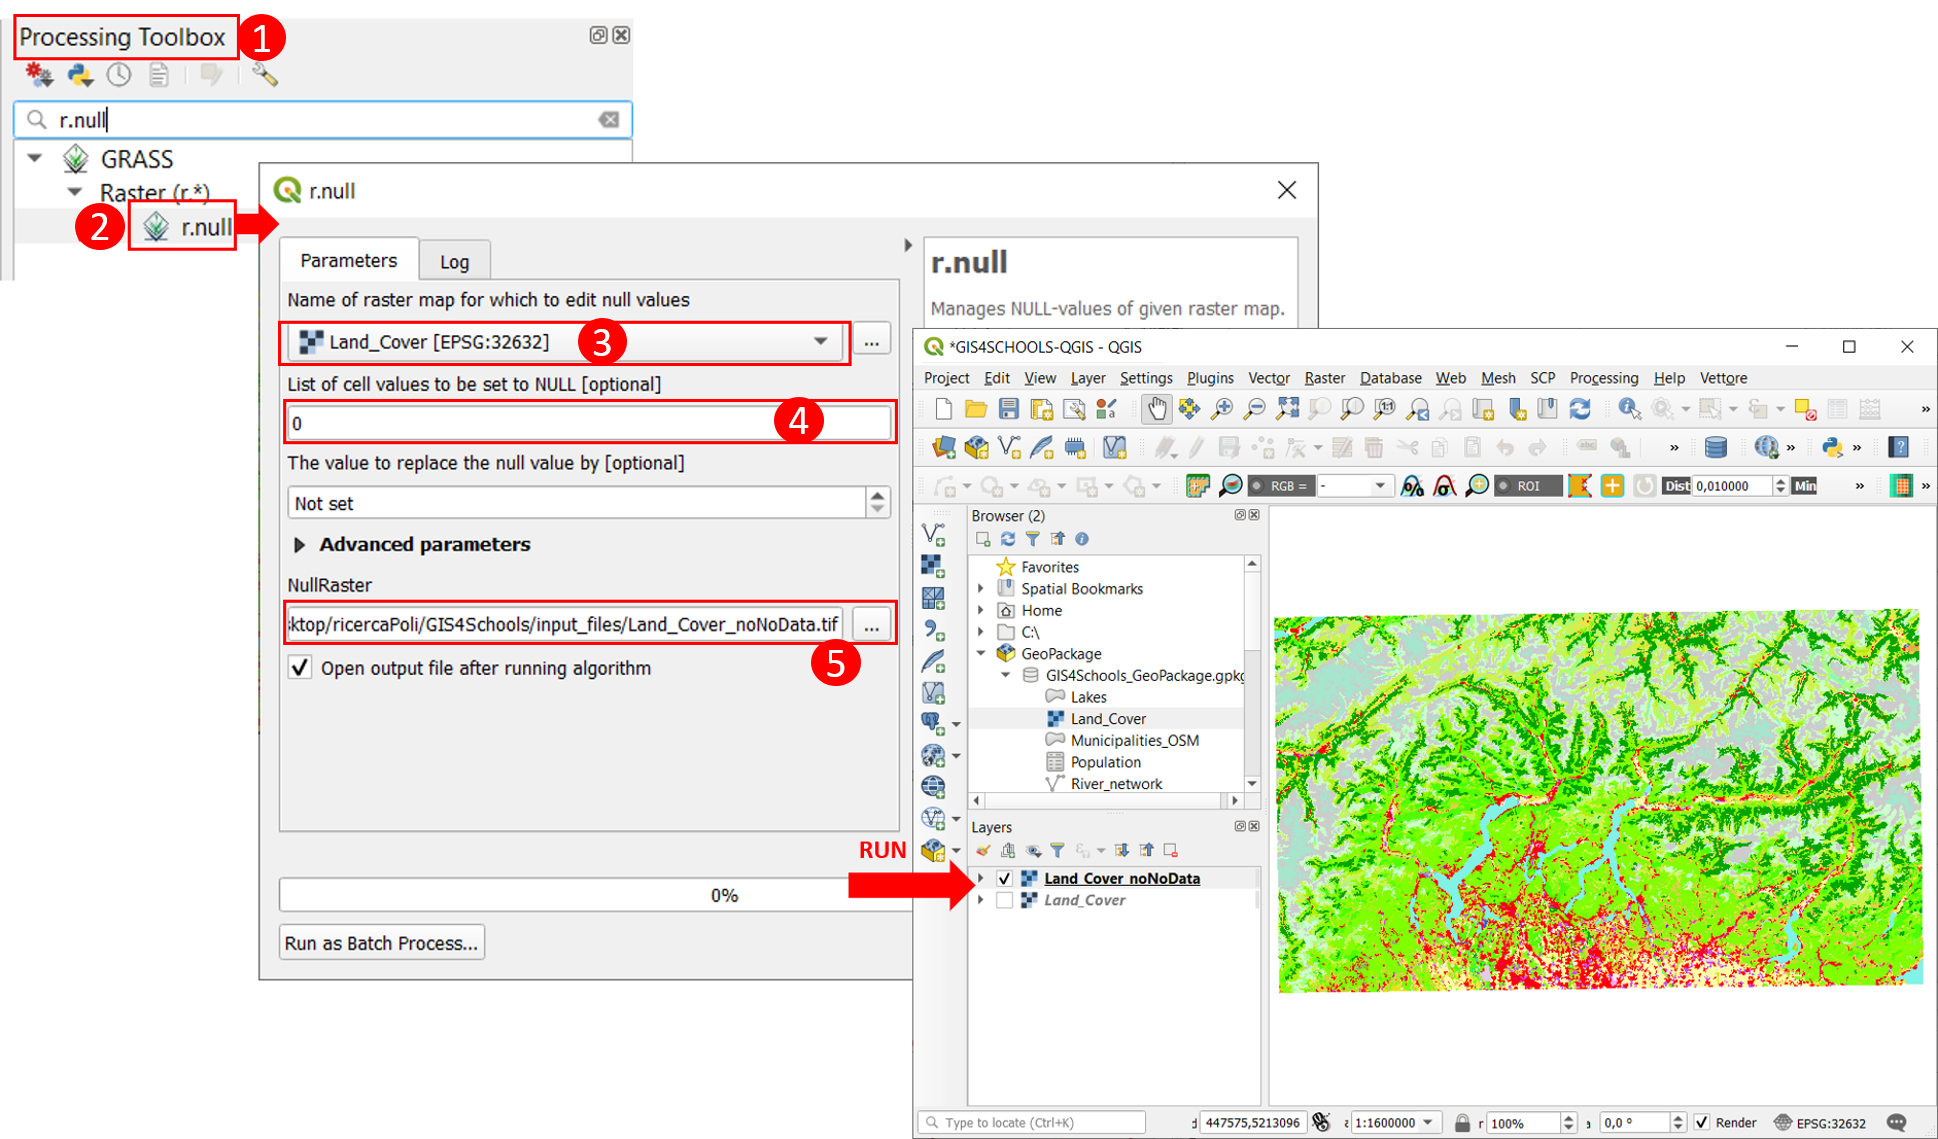 Processing Toolbox
1
r.null
GRASS
Raster (r.*)
2
r.null
r.null
Parameters
Log
Name of raster map for which to edit null values
Land_Cover [EPSG:32632]
3
...
List of cell values to be set to NULL [optional]
0
4
The value to replace the null value by [optional]
Not set
Advanced parameters
NullRaster
ktop/ricercaPoli/GIS4Schools/input_files/Land_Cover_noNoData.tif
...
5
Open output file after running algorithm
0%
Run as Batch Process...
RUN
r.null
Manages NULL-values of given raster map.
*GIS4SCHOOLS-QGIS - QGIS
Project Edit View Layer Settings Plugins Vector Raster Database Web Mesh SCP Processing Help Vettore
RGB = - ROI Dist 0,010000 Min
Browser (2)
Favorites
Spatial Bookmarks
Home
C:\
GeoPackage
GIS4Schools_GeoPackage.gpkg
Lakes
Land_Cover
Municipalities_OSM
Population
River_network
Layers
Land_Cover_noNoData
Land_Cover
Type to locate (Ctrl+K) 447575,5213096 1:1600000 100% 0,0 ° Render EPSG:32632